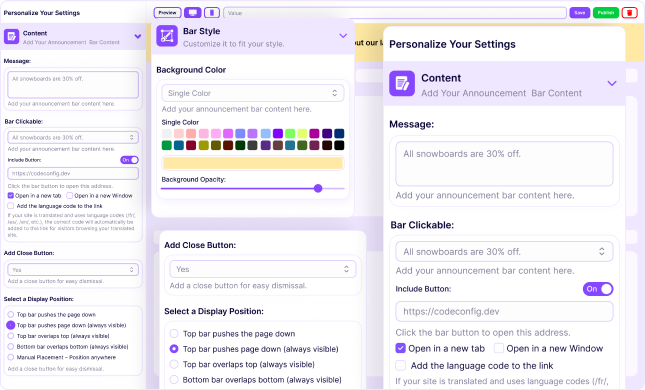 Personalize Your Settings
Content
Add Your Announcement Bar Content
Message:
All snowboards are 30% off.
Add your announcement bar content here.
Bar Clickable:
All snowboards are 30% off.
Add your announcement bar content here.
Include Button:
On
https://codeconfig.dev
Click the bar button to open this address.
Open in a new tab
Open in a new Window
Add the language code to the link
If your site is translated and uses language codes (/fr/,
/es/, /en/, etc.), the correct code will automatically be
added to this link for visitors browsing your translated
site.
Add Close Button:
Yes
Add a close button for easy dismissal.
Select a Display Position:
Top bar pushes the page down
Top bar pushes page down (always visible)
Top bar overlaps top (always visible)
Bottom bar overlaps bottom (always visible)
Manual Placement – Position anywhere
Add a close button for easy dismissal.
Preview
Value
Save
Publish
Bar Style
Customize it to fit your style.
out our
Background Color
Single Color
Add your announcement bar content here.
Single Color
Background Opacity:
Add Close Button:
Yes
Add a close button for easy dismissal.
Select a Display Position:
Top bar pushes the page down
Top bar pushes page down (always visible)
Top bar overlaps top (always visible)
Bottom bar overlaps bottom (always visible)
Personalize Your Settings
Content
Add Your Announcement Bar Content
Message:
All snowboards are 30% off.
Add your announcement bar content here.
Bar Clickable:
All snowboards are 30% off.
Add your announcement bar content here.
Include Button:
On
https://codeconfig.dev
Click the bar button to open this address.
Open in a new tab
Open in a new Window
Add the language code to the link
If your site is translated and uses language codes (/fr/,